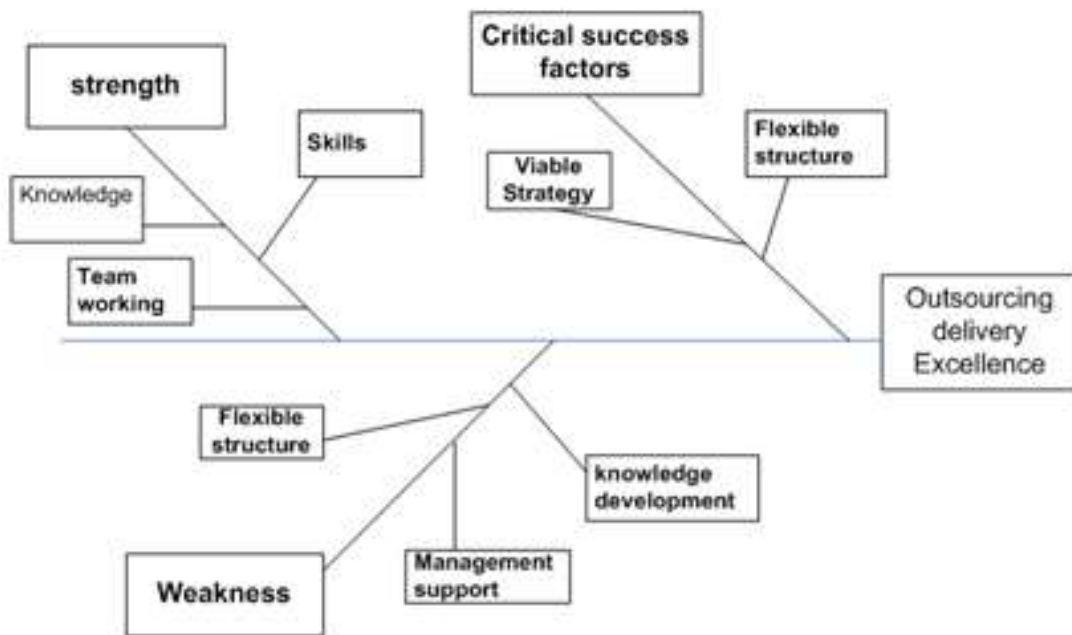 Critical success
factors
strength
Skills
Flexible
structure
Viable
Strategy
Knowledge
Team
working
Outsourcing
delivery
Excellence
Flexible
structure
knowledge
development
Management
support
Weakness